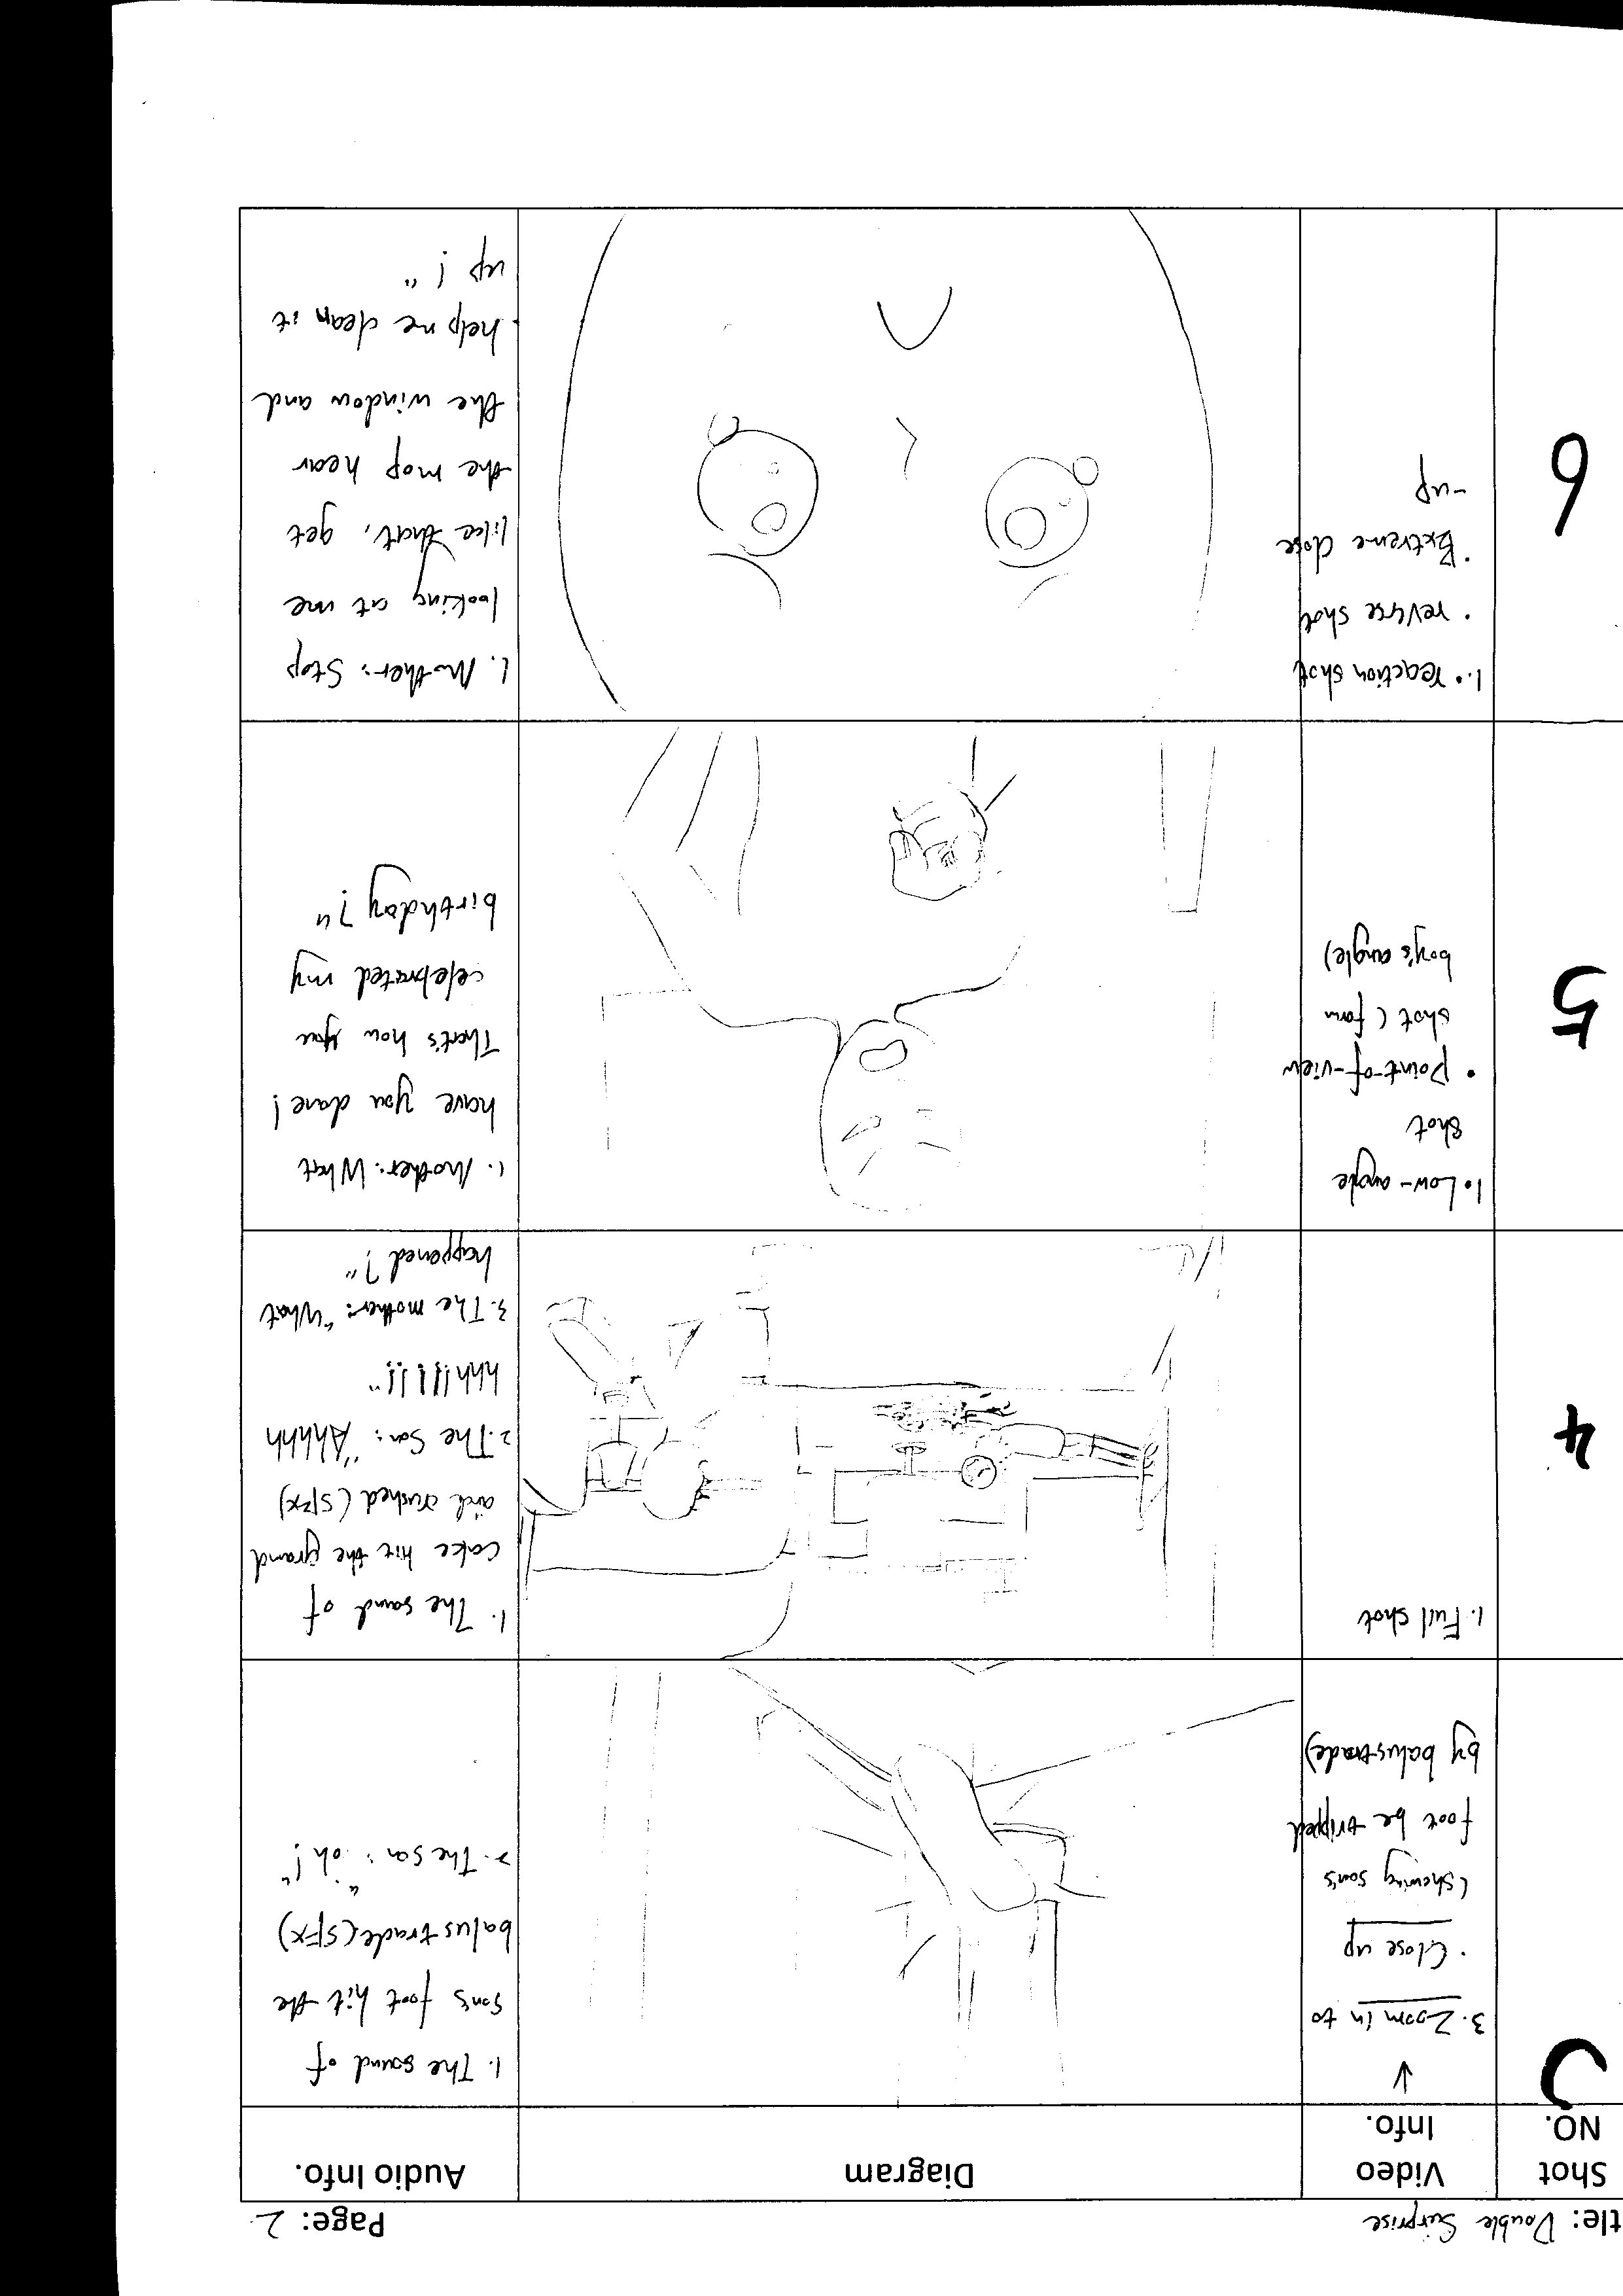 tle: Double Surprise
Page: 2
Shot NO.
Video Info.
Diagram
Audio Info.
↓
3. Zoom in to
· Close up
(showing son's
foot be tripped
by balustrade)
1. The sound of
son's foot hit the
balustrade (SFX)
2. The son: "oh!"
4
1. Full shot
1. The sound of
cake hit the ground
and crushed (SFX)
2. The son: "Ahhhh
hhh!!!!!!"
3. The mother: "What
happened?"
5
1. Low-angle
shot
• Point-of-view
shot (form
boy's angle)
1. Mother: What
have you done!
That's how you
celebrated my
birthday?"
6
1. • reaction shot
• reverse shot
• Extreme close
-up
1. Mother: Stop
looking at me
like that, get
the mop near
the window and
help me clean it
up!"